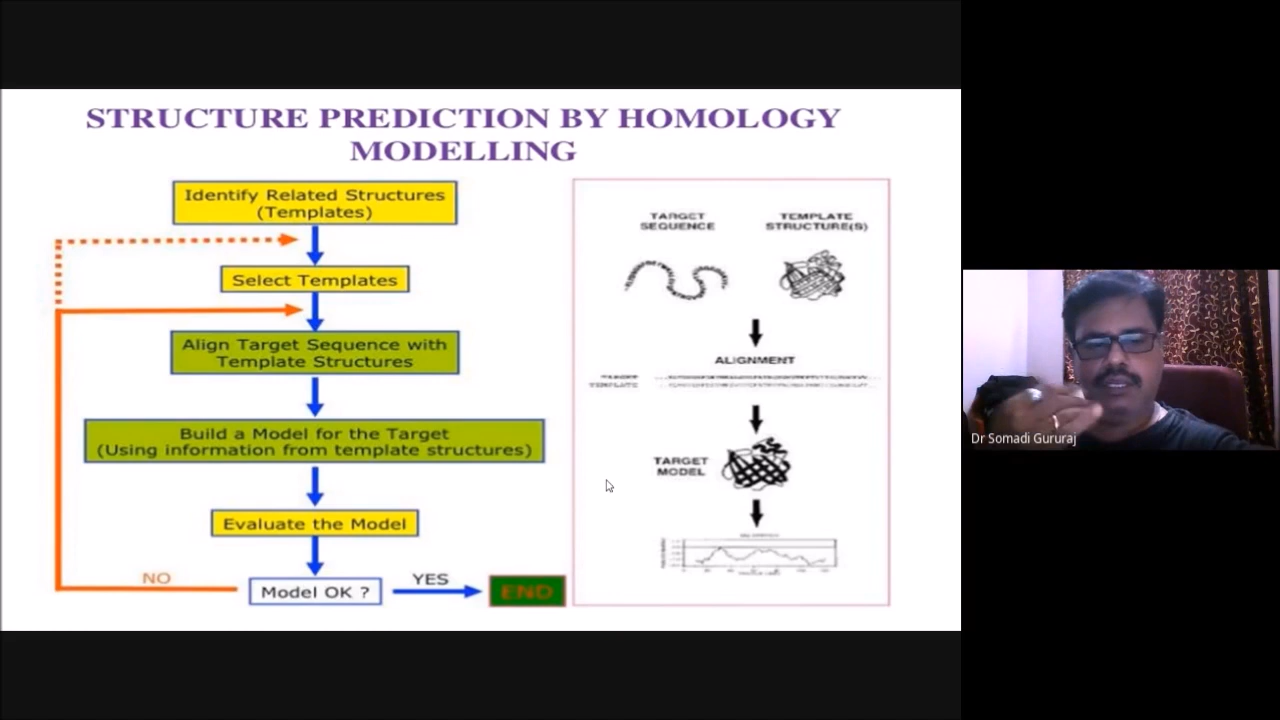 STRUCTURE PREDICTION BY HOMOLOGY
MODELLING
Identify Related Structures
(Templates)
Select Templates
Align Target Sequence with
Template Structures
Build a Model for the Target
(Using information from template structures)
Evaluate the Model
NO
Model OK ?
YES
END
TARGET
SEQUENCE
TEMPLATE
STRUCTURE(S)
ALIGNMENT
TEMPLATE
TARGET
MODEL
Dr Somadi Gururaj